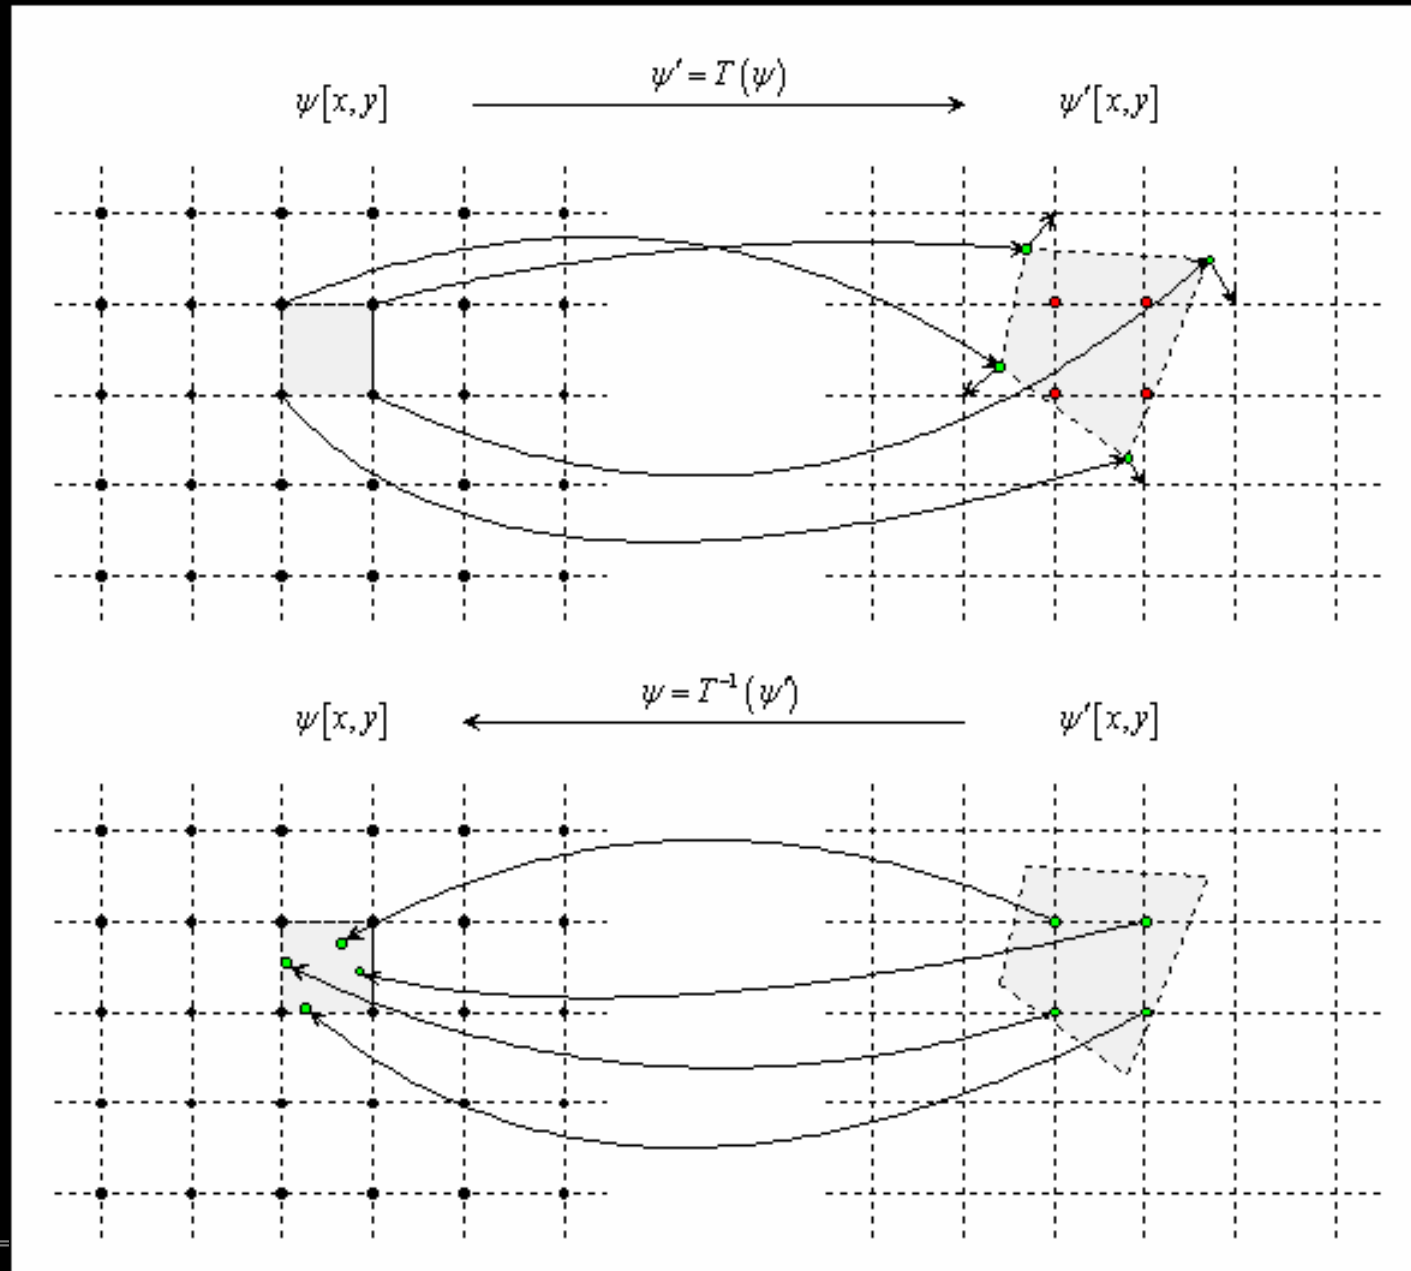 ψ′ = T(ψ)
ψ[x, y]
ψ′[x, y]
ψ = T⁻¹(ψ′)
ψ[x, y]
ψ′[x, y]